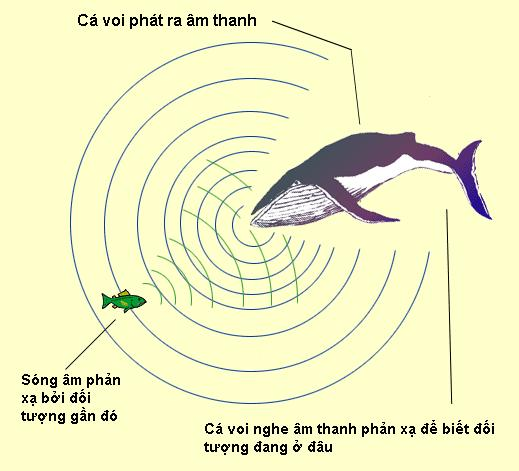 Cá voi phát ra âm thanh
Sóng âm phản
xạ bởi đối
tượng gần đó
Cá voi nghe âm thanh phản xạ để biết đối
tượng đang ở đâu